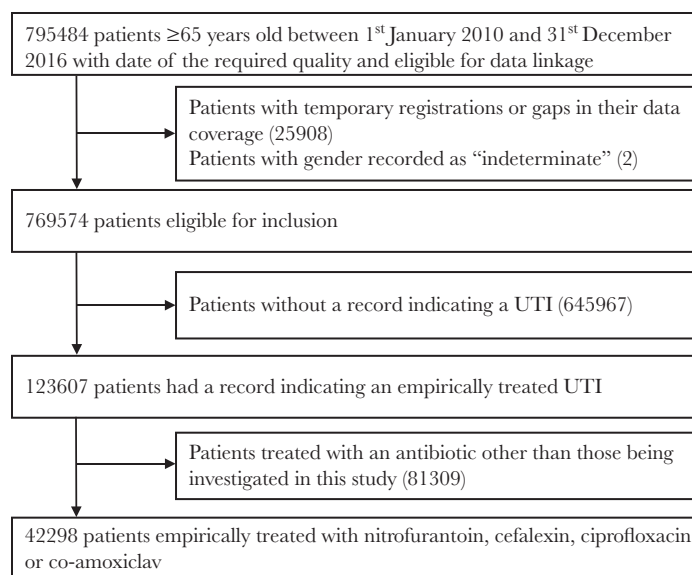 795484 patients ≥65 years old between 1st January 2010 and 31st December
2016 with date of the required quality and eligible for data linkage
Patients with temporary registrations or gaps in their data
coverage (25908)
Patients with gender recorded as “indeterminate” (2)
769574 patients eligible for inclusion
Patients without a record indicating a UTI (645967)
123607 patients had a record indicating an empirically treated UTI
Patients treated with an antibiotic other than those being
investigated in this study (81309)
42298 patients empirically treated with nitrofurantoin, cefalexin, ciprofloxacin
or co-amoxiclav